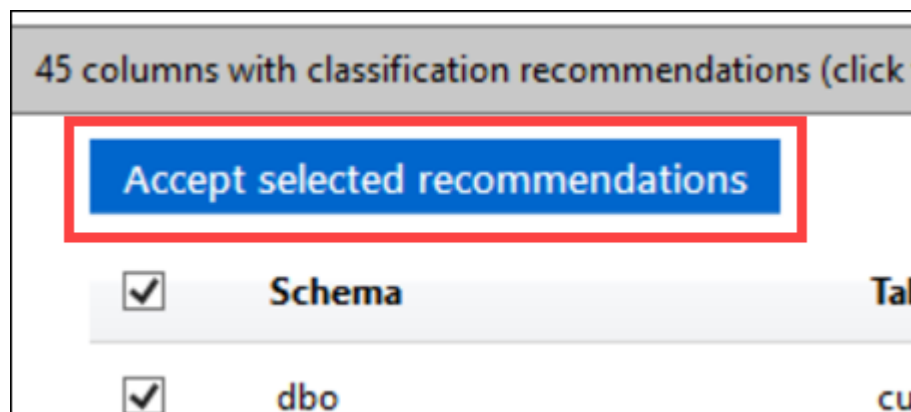 45 columns with classification recommendations (click
Accept selected recommendations
Schema
dbo